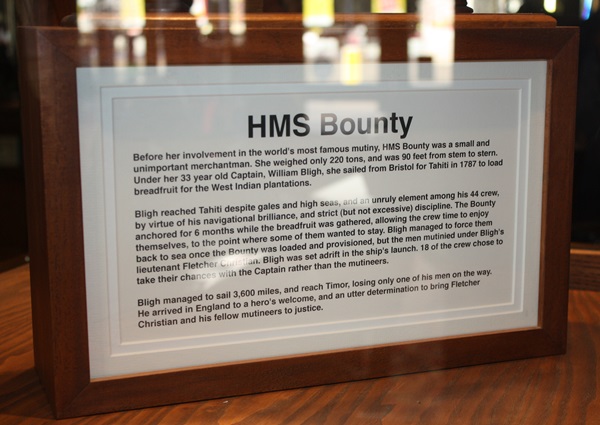 HMS Bounty
Before her involvement in the world's most famous mutiny, HMS Bounty was a small and
unimportant merchantman. She weighed only 220 tons, and was 90 feet from stem to stern.
Under her 33 year old Captain, William Bligh, she sailed from Bristol for Tahiti in 1787 to load
breadfruit for the West Indian plantations.
Bligh reached Tahiti despite gales and high seas, and an unruly element among his 44 crew,
by virtue of his navigational brilliance, and strict (but not excessive) discipline. The Bounty
anchored for 6 months while the breadfruit was gathered, allowing the crew time to enjoy
themselves, to the point where some of them wanted to stay. Bligh managed to force them
back to sea once the Bounty was loaded and provisioned, but the men mutinied under Bligh's
lieutenant Fletcher Christian. Bligh was set adrift in the ship's launch. 18 of the crew chose to
take their chances with the Captain rather than the mutineers.
Bligh managed to sail 3,600 miles, and reach Timor, losing only one of his men on the way.
He arrived in England to a hero's welcome, and an utter determination to bring Fletcher
Christian and his fellow mutineers to justice.